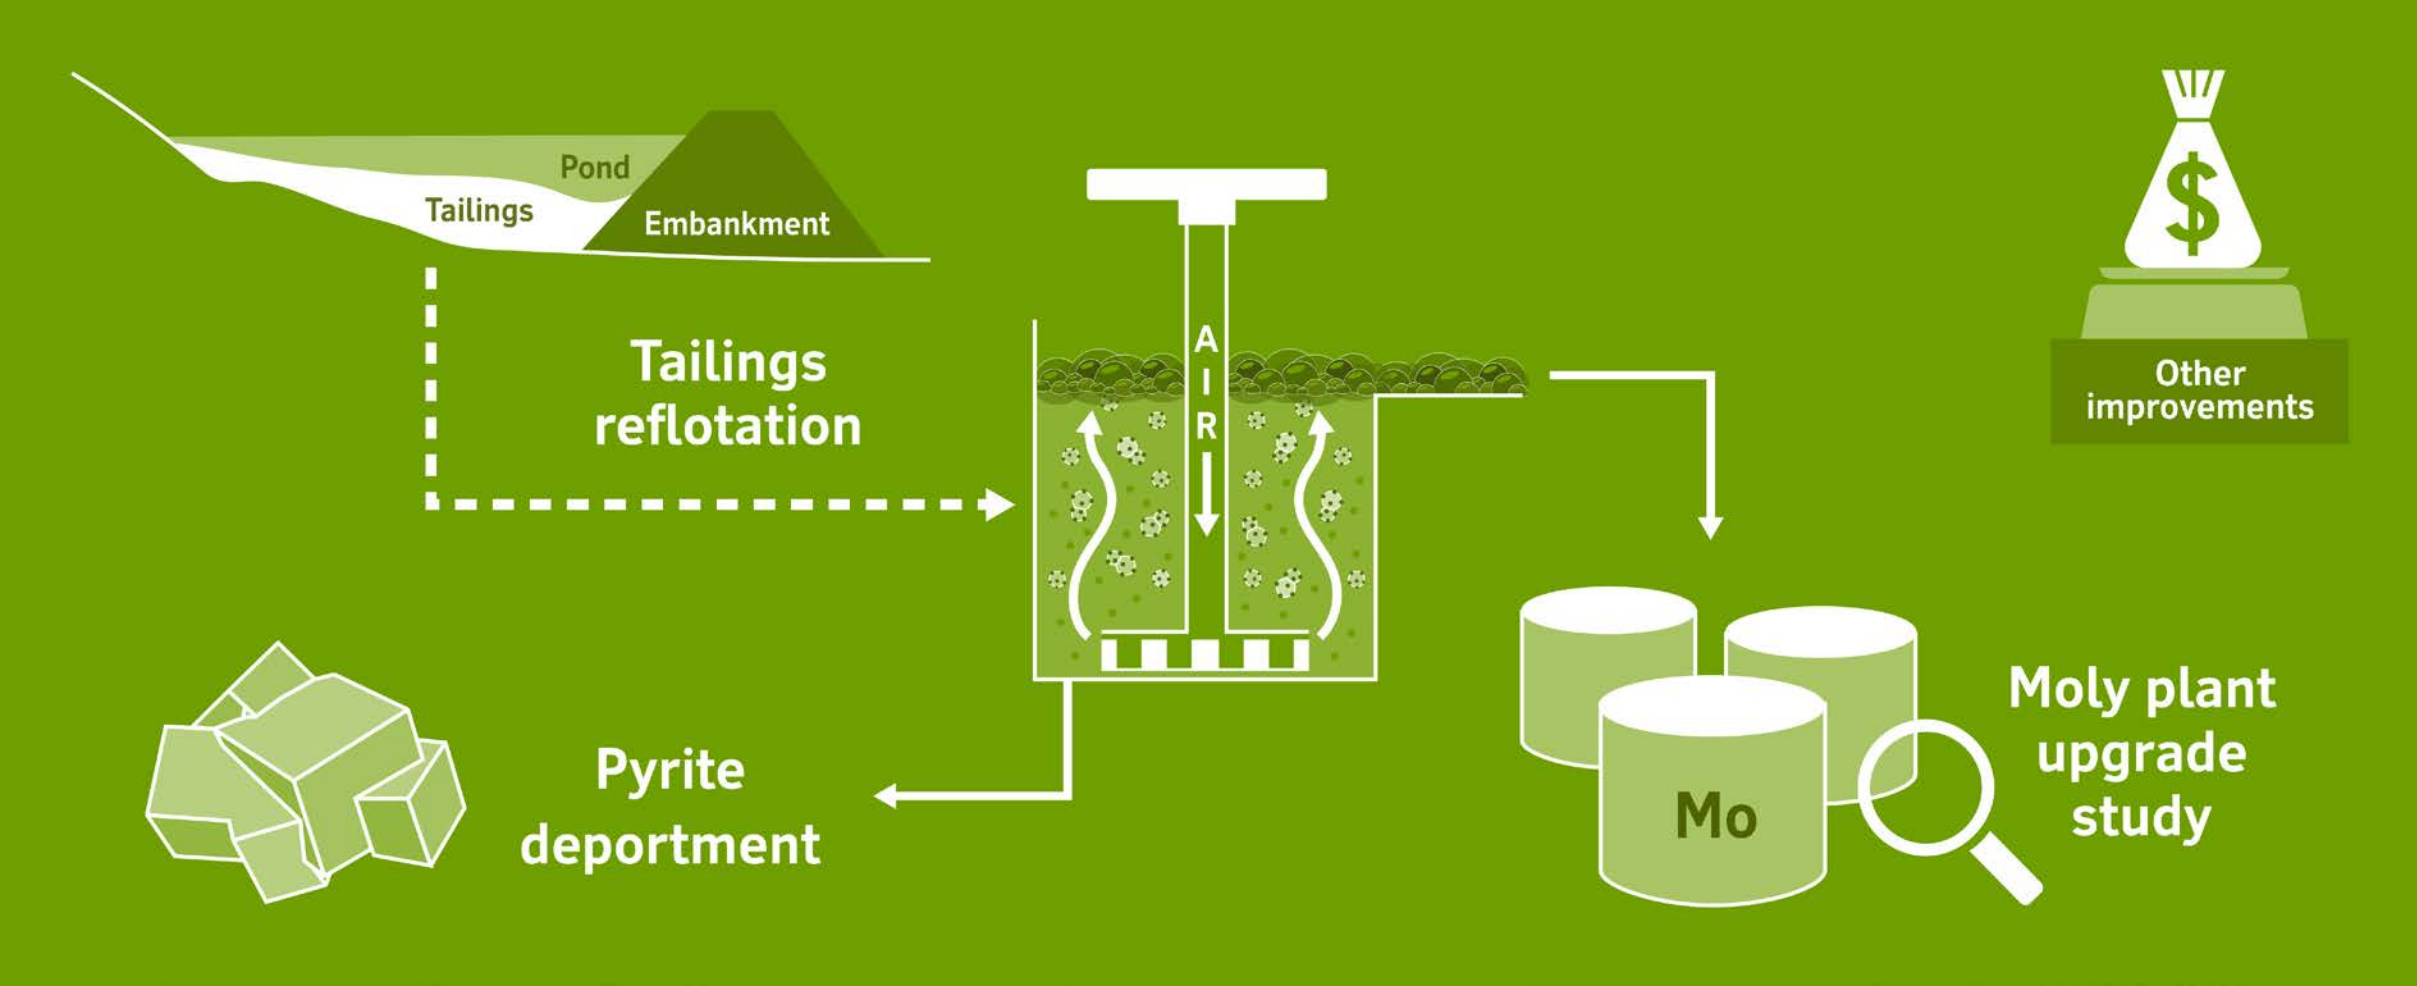 Pond
Tailings
Embankment
Tailings
reflotation
A
I
R
$
Other
improvements
Pyrite
deportment
Mo
Moly plant
upgrade
study